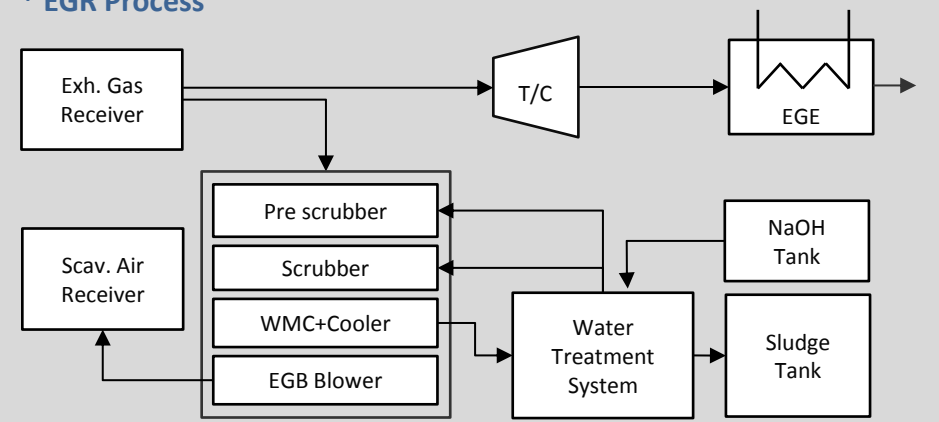 * EGR Process
Exh. Gas
Receiver
T/C
EGE
Pre scrubber
Scrubber
WMC+Cooler
EGB Blower
Scav. Air
Receiver
Water
Treatment
System
NaOH
Tank
Sludge
Tank